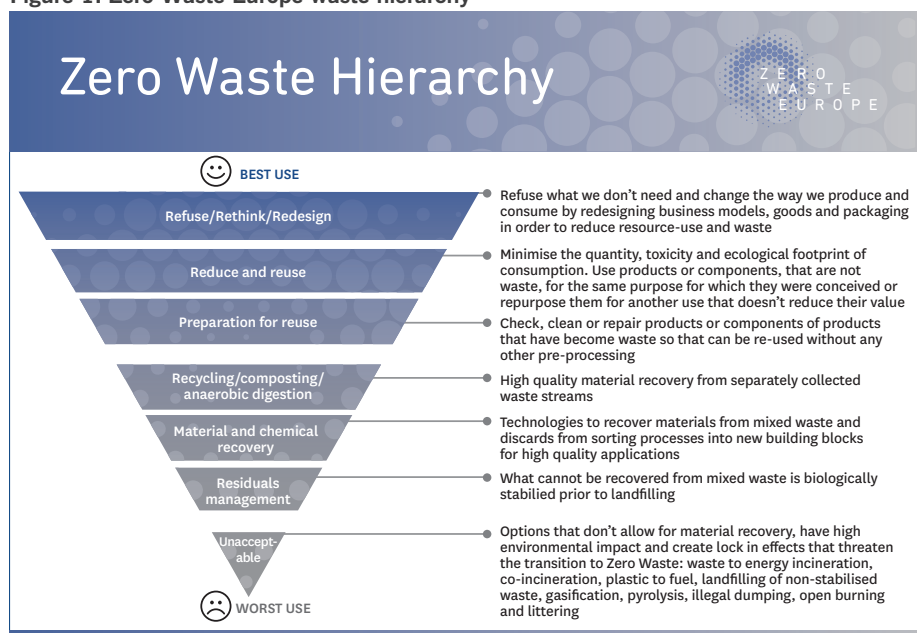 Figure 1: Zero Waste Europe waste hierarchy
Zero Waste Hierarchy
ZERO
WASTE
EUROPE
BEST USE
Refuse/Rethink/Redesign
Refuse what we don’t need and change the way we produce and
consume by redesigning business models, goods and packaging
in order to reduce resource-use and waste
Reduce and reuse
Minimise the quantity, toxicity and ecological footprint of
consumption. Use products or components, that are not
waste, for the same purpose for which they were conceived or
repurpose them for another use that doesn’t reduce their value
Preparation for reuse
Check, clean or repair products or components of products
that have become waste so that can be re-used without any
other pre-processing
Recycling/composting/
anaerobic digestion
High quality material recovery from separately collected
waste streams
Material and chemical
recovery
Technologies to recover materials from mixed waste and
discards from sorting processes into new building blocks
for high quality applications
Residuals
management
What cannot be recovered from mixed waste is biologically
stabilied prior to landfilling
Unaccept-
able
Options that don’t allow for material recovery, have high
environmental impact and create lock in effects that threaten
the transition to Zero Waste: waste to energy incineration,
co-incineration, plastic to fuel, landfilling of non-stabilised
waste, gasification, pyrolysis, illegal dumping, open burning
and littering
WORST USE